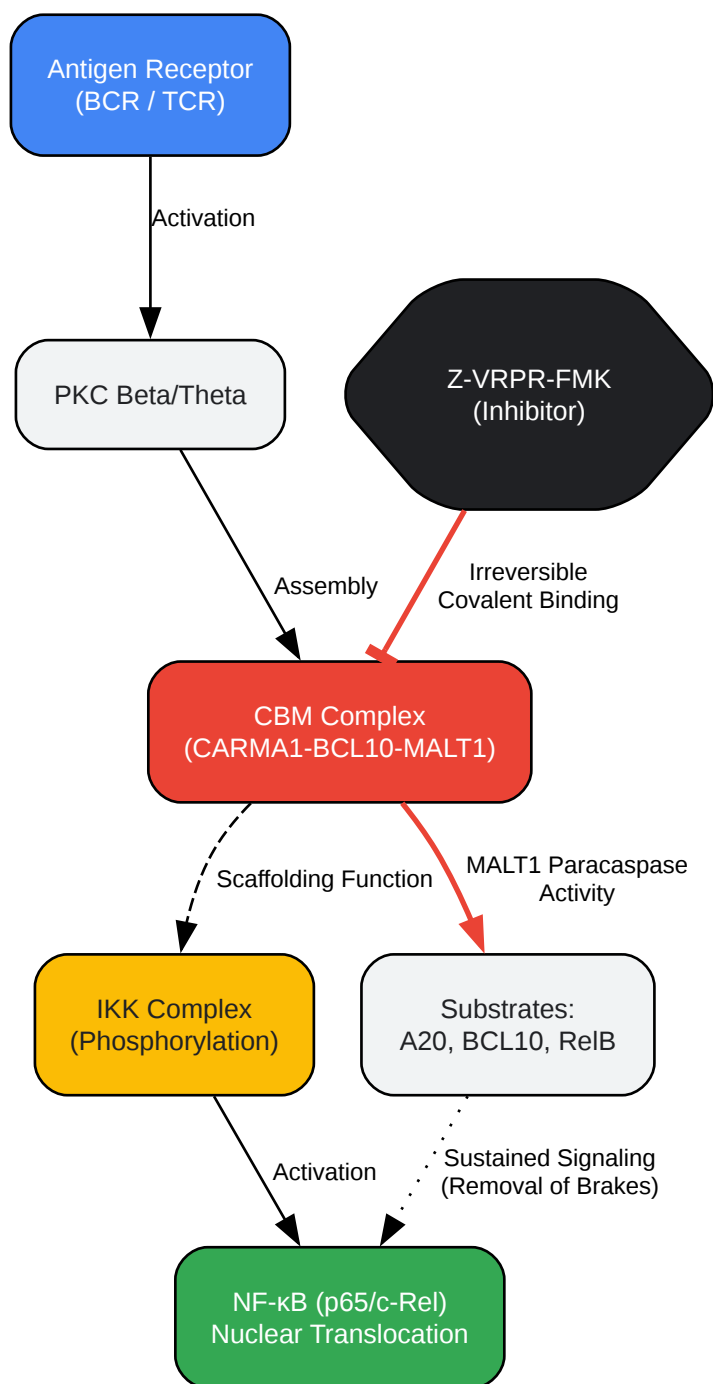 Antigen Receptor
(BCR / TCR)
Activation
Z-VRPR-FMK
(Inhibitor)
PKC Beta/Theta
Assembly
Irreversible
Covalent Binding
CBM Complex
(CARMA1-BCL10-MALT1)
Scaffolding Function
MALT1 Paracaspase
Activity
IKK Complex
(Phosphorylation)
Substrates:
A20, BCL10, RelB
Activation
Sustained Signaling
(Removal of Brakes)
NF-κB (p65/c-Rel)
Nuclear Translocation